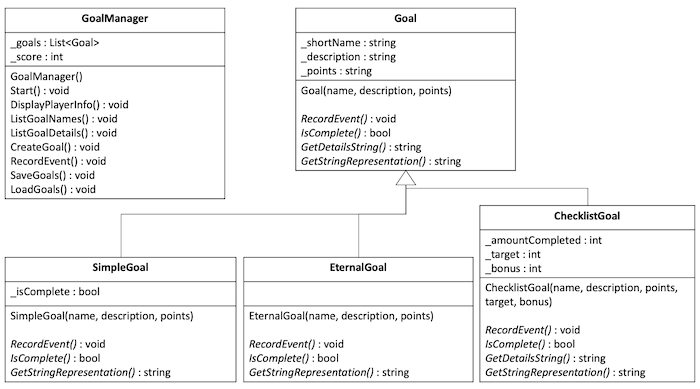 GoalManager
_goals : List<Goal>
_score : int
GoalManager()
Start() : void
DisplayPlayerInfo() : void
ListGoalNames() : void
ListGoalDetails() : void
CreateGoal() : void
RecordEvent() : void
SaveGoals() : void
LoadGoals() : void
Goal
_shortName : string
_description : string
_points : string
Goal(name, description, points)
RecordEvent() : void
IsComplete() : bool
GetDetailsString() : string
GetStringRepresentation() : string
SimpleGoal
_isComplete : bool
SimpleGoal(name, description, points)
RecordEvent() : void
IsComplete() : bool
GetStringRepresentation() : string
EternalGoal
EternalGoal(name, description, points)
RecordEvent() : void
IsComplete() : bool
GetStringRepresentation() : string
ChecklistGoal
_amountCompleted : int
_target : int
_bonus : int
ChecklistGoal(name, description, points,
target, bonus)
RecordEvent() : void
IsComplete() : bool
GetDetailsString() : string
GetStringRepresentation() : string